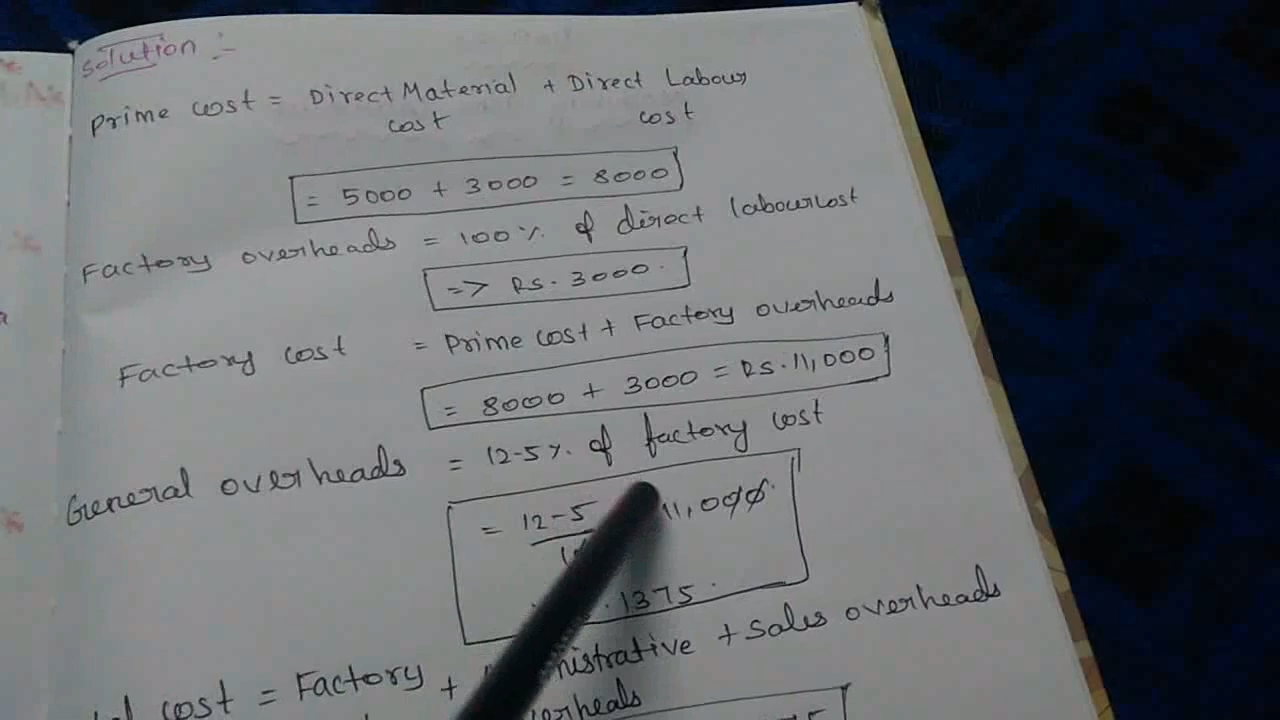 solution :-
Prime cost = Direct Material + Direct Labour
cost cost
= 5000 + 3000 = 8000
Factory overheads = 100% of direct labourcost
=> Rs. 3000.
Factory cost = Prime cost + Factory overheads
= 8000 + 3000 = Rs. 11,000
General overheads = 12-5%. of factory cost
= 12-5 11,000.
1375.
cost = Factory + + sales overheads